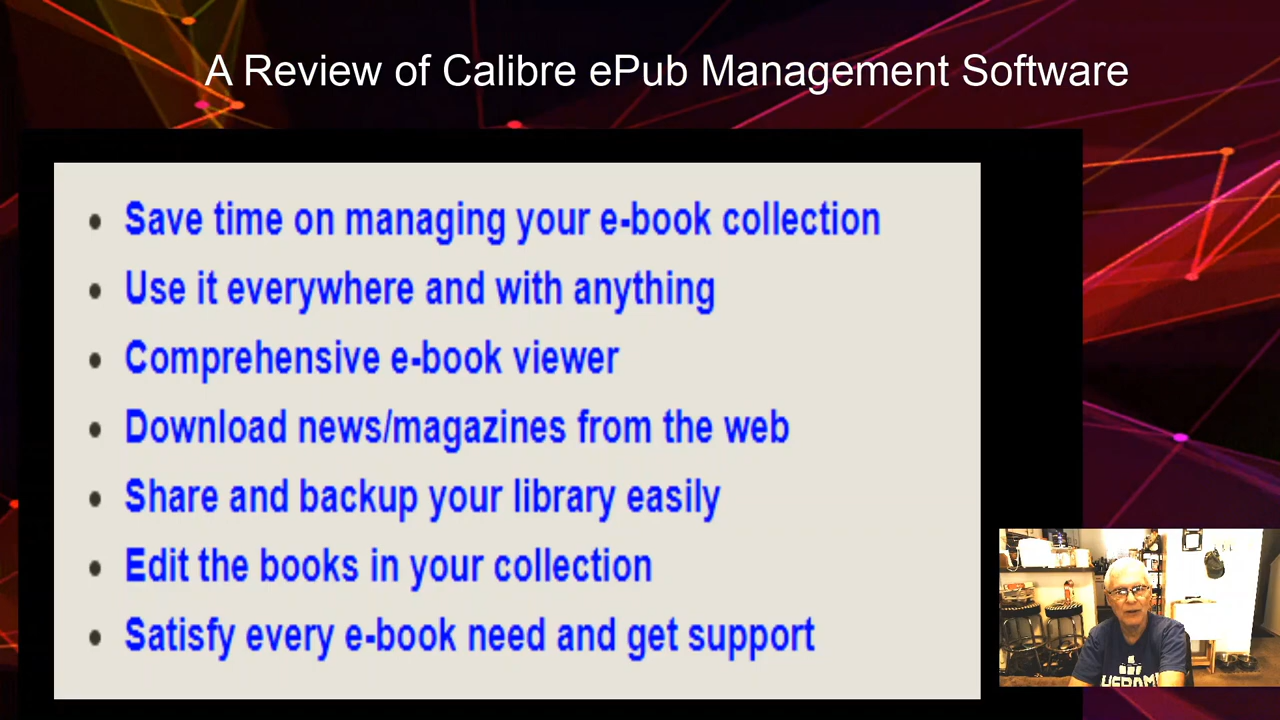 A Review of Calibre ePub Management Software
Save time on managing your e-book collection
Use it everywhere and with anything
Comprehensive e-book viewer
Download news/magazines from the web
Share and backup your library easily
Edit the books in your collection
Satisfy every e-book need and get support